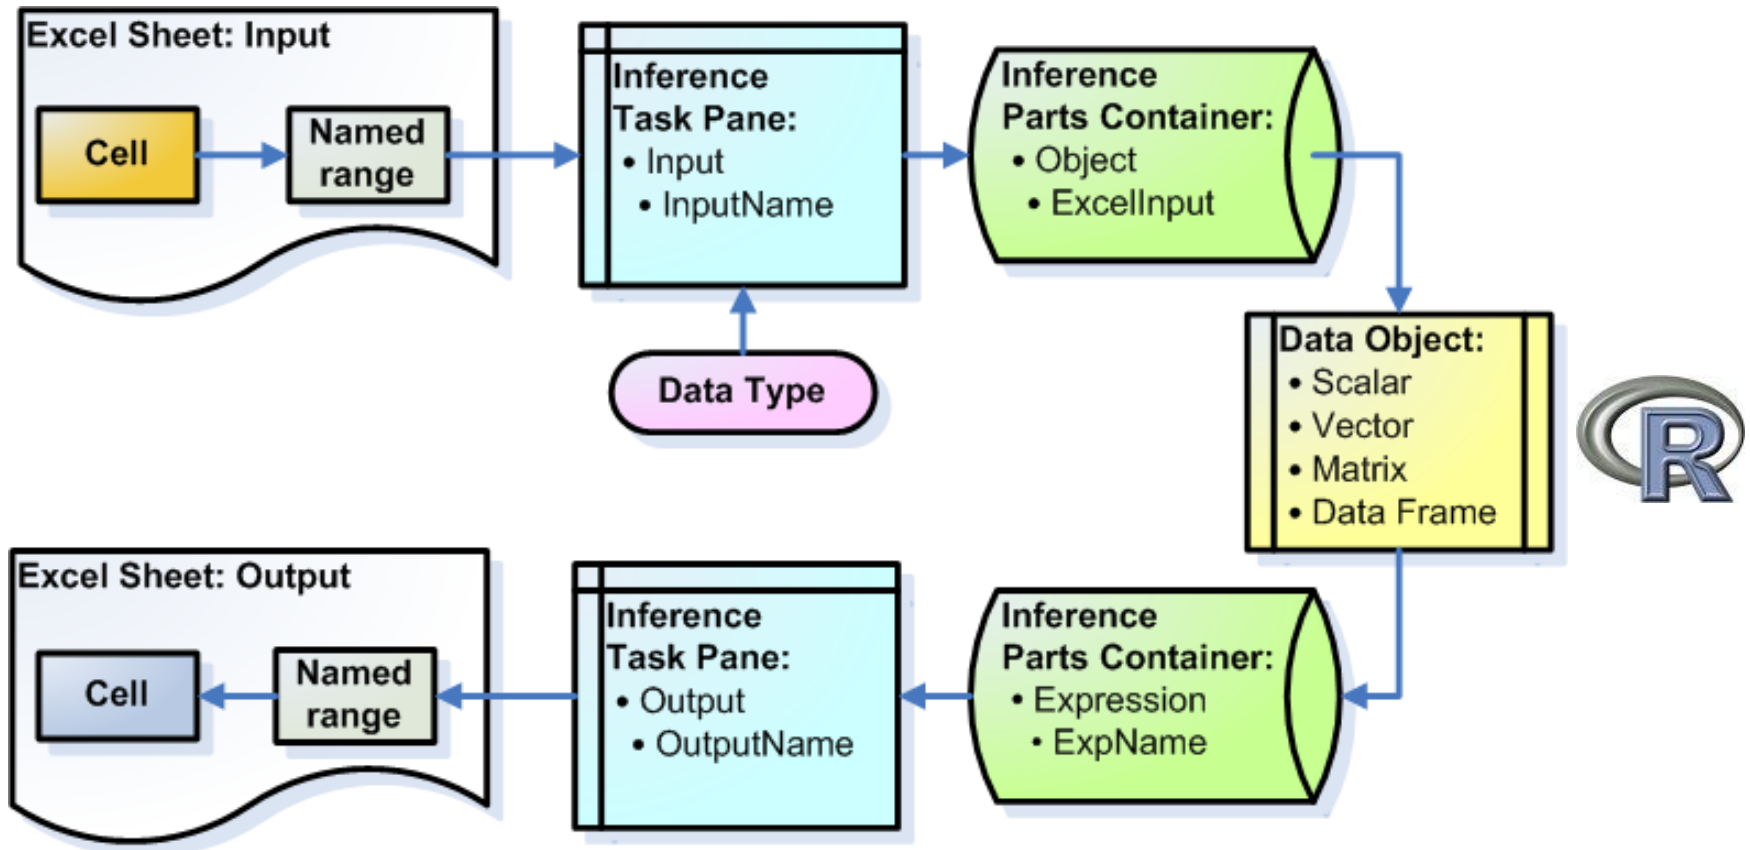 Excel Sheet: Input
Cell
Named
range
Inference
Task Pane:
• Input
• InputName
Inference
Parts Container:
• Object
• ExcelInput
Data Type
Data Object:
• Scalar
• Vector
• Matrix
• Data Frame
R
Excel Sheet: Output
Cell
Named
range
Inference
Task Pane:
• Output
• OutputName
Inference
Parts Container:
• Expression
• ExpName